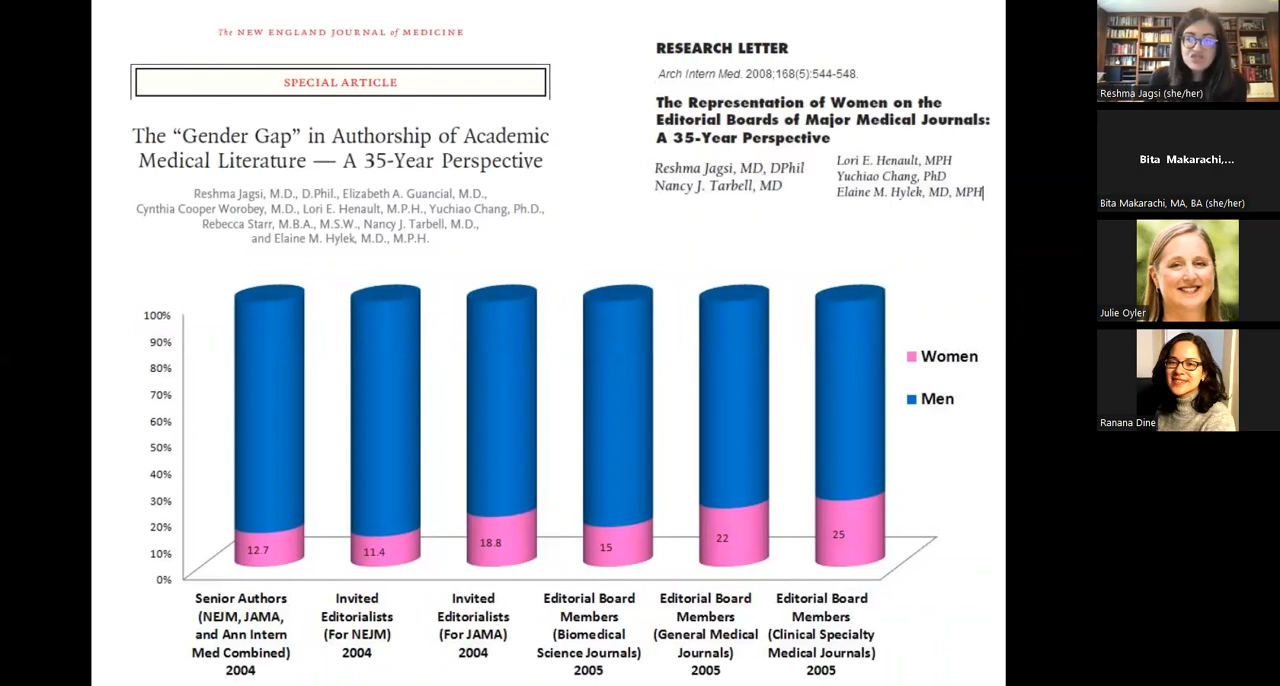 The NEW ENGLAND JOURNAL of MEDICINE
SPECIAL ARTICLE
The “Gender Gap” in Authorship of Academic
Medical Literature — A 35-Year Perspective
Reshma Jagsi, M.D., D.Phil., Elizabeth A. Guancial, M.D.,
Cynthia Cooper Worobey, M.D., Lori E. Henault, M.P.H., Yuchiao Chang, Ph.D.,
Rebecca Starr, M.B.A., M.S.W., Nancy J. Tarbell, M.D.,
and Elaine M. Hylek, M.D., M.P.H.
RESEARCH LETTER
Arch Intern Med. 2008;168(5):544-548.
The Representation of Women on the
Editorial Boards of Major Medical Journals:
A 35-Year Perspective
Reshma Jagsi, MD, DPhil
Nancy J. Tarbell, MD
Lori E. Henault, MPH
Yuchiao Chang, PhD
Elaine M. Hylek, MD, MPH
100%
90%
80%
70%
60%
50%
40%
30%
20%
10%
0%
12.7
11.4
18.8
15
22
25
Women
Men
Senior Authors
(NEJM, JAMA,
and Ann Intern
Med Combined)
2004
Invited
Editorialists
(For NEJM)
2004
Invited
Editorialists
(For JAMA)
2004
Editorial Board
Members
(Biomedical
Science Journals)
2005
Editorial Board
Members
(General Medical
Journals)
2005
Editorial Board
Members
(Clinical Specialty
Medical Journals)
2005
Reshma Jagsi (she/her)
Bita Makarachi,...
Bita Makarachi, MA, BA (she/her)
Julie Oyler
Ranana Dine